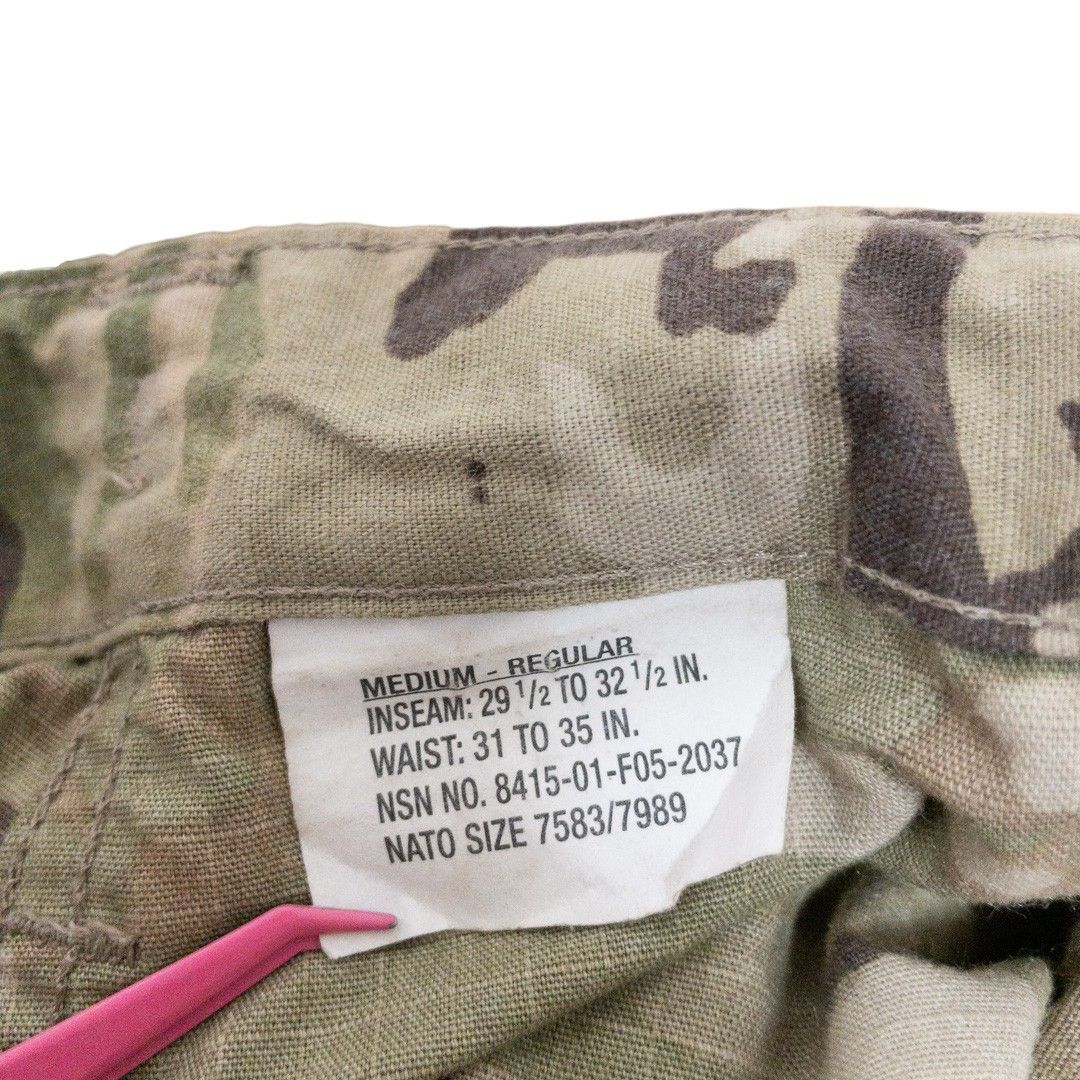 MEDIUM - REGULAR
INSEAM: 29 1/2 TO 32 1/2 IN.
WAIST: 31 TO 35 IN.
NSN NO. 8415-01-F05-2037
NATO SIZE 7583/7989